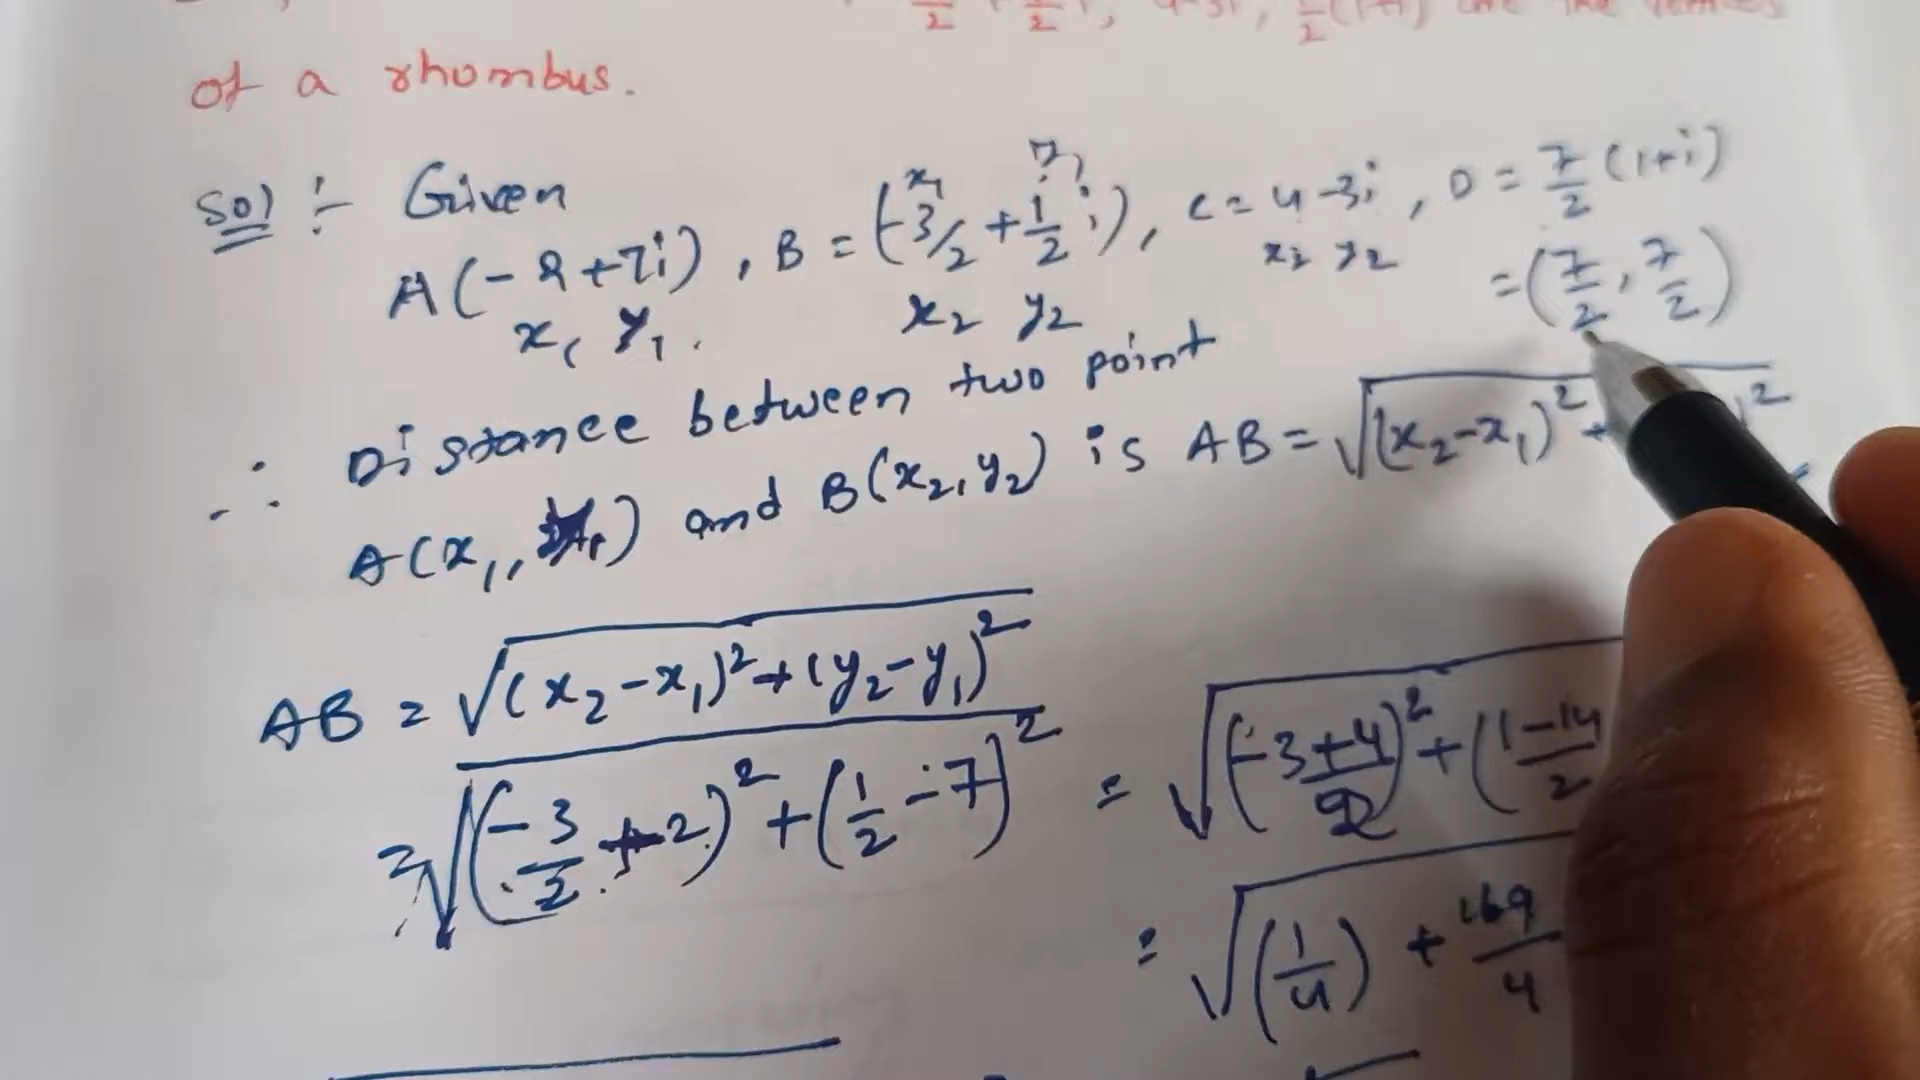 of a rhombus.
Sol :- Given
A(-2+7i), B = (-3/2 + 1/2 i), C = 4-3i, D = 7/2 (1+i)
x1 y1. x2 y2 = (7/2, 7/2)
∴ Distance between two point
A(x1, ) and B(x2, y2) is AB = √(x2-x1)² +
AB = √(x2-x1)² + (y2-y1)²
= √(-3/2 + 2)² + (1/2 - 7)² = √(-3+4/2)² + (1-14/2
= √(1/4) + 169/4